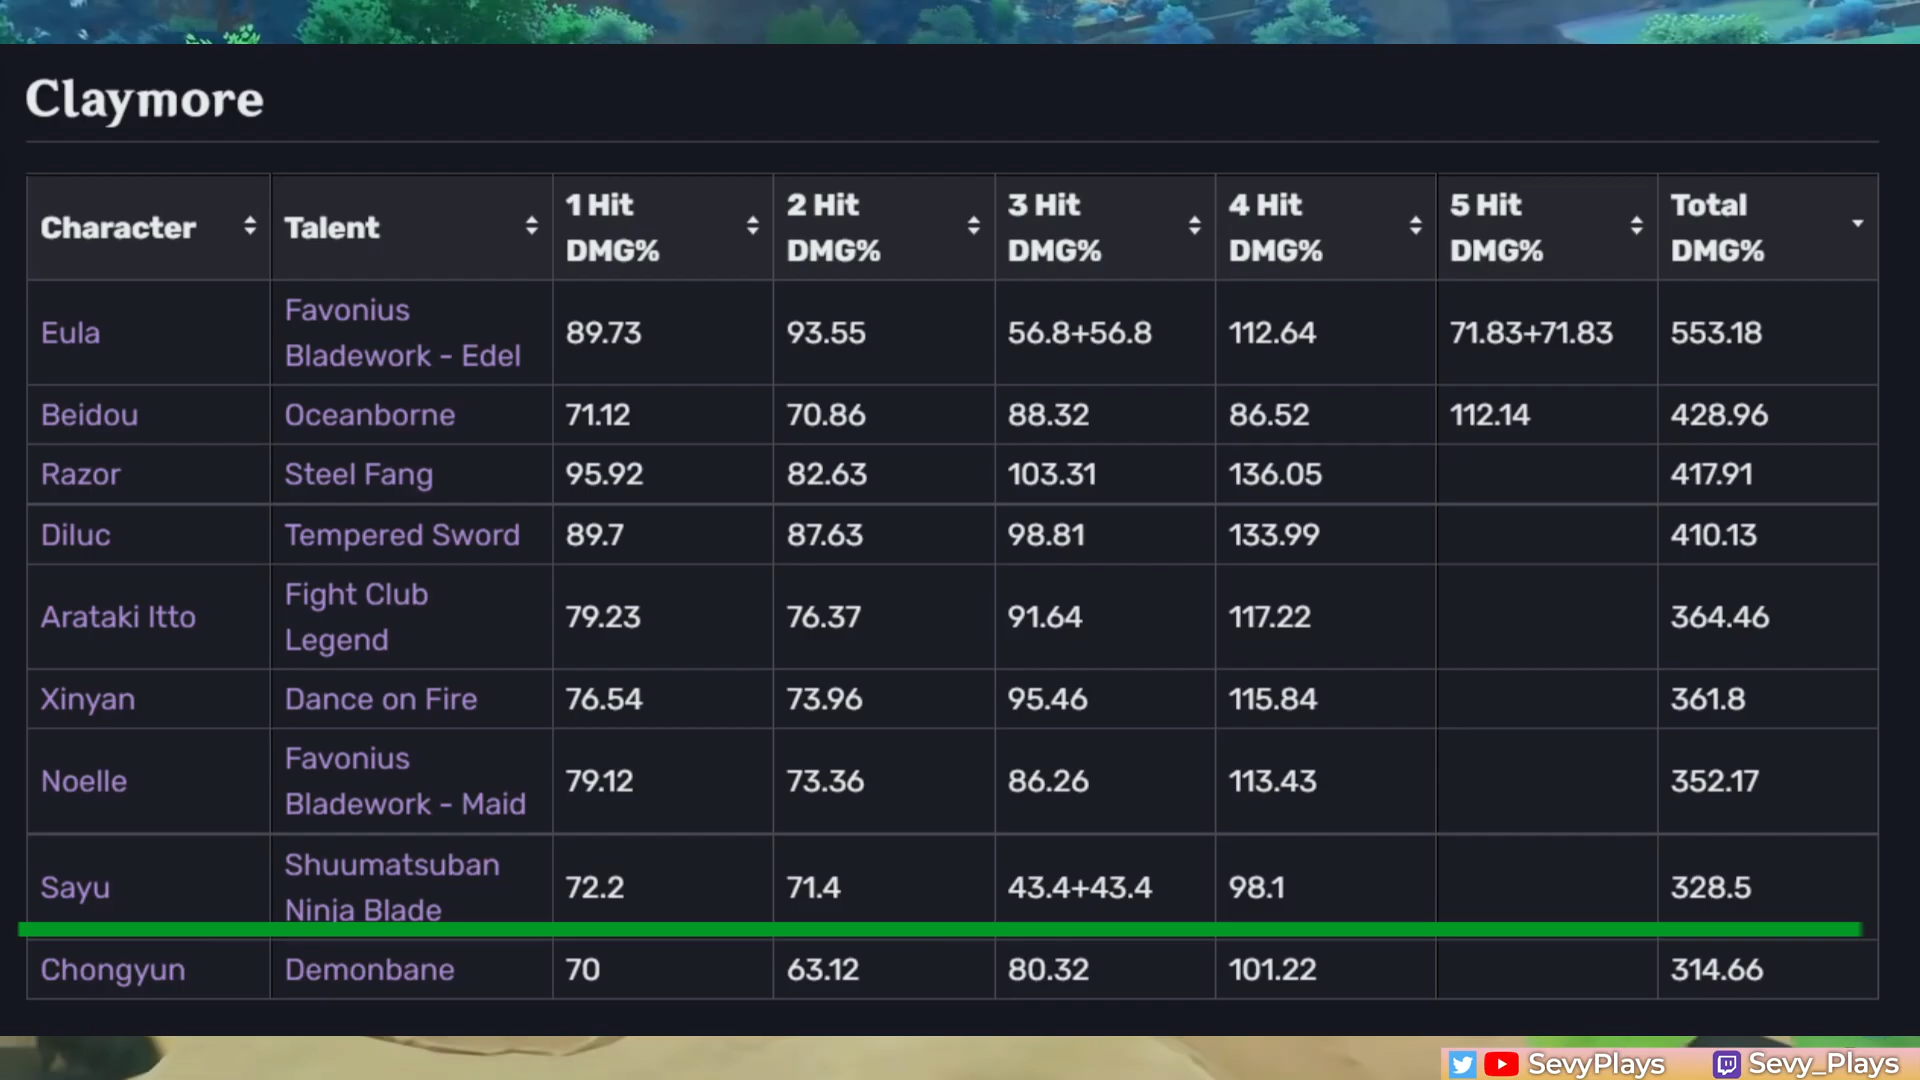 Claymore
Character Talent 1 Hit DMG% 2 Hit DMG% 3 Hit DMG% 4 Hit DMG% 5 Hit DMG% Total DMG%
Eula Favonius Bladework - Edel 89.73 93.55 56.8+56.8 112.64 71.83+71.83 553.18
Beidou Oceanborne 71.12 70.86 88.32 86.52 112.14 428.96
Razor Steel Fang 95.92 82.63 103.31 136.05 417.91
Diluc Tempered Sword 89.7 87.63 98.81 133.99 410.13
Arataki Itto Fight Club Legend 79.23 76.37 91.64 117.22 364.46
Xinyan Dance on Fire 76.54 73.96 95.46 115.84 361.8
Noelle Favonius Bladework - Maid 79.12 73.36 86.26 113.43 352.17
Sayu Shuumatsuban Ninja Blade 72.2 71.4 43.4+43.4 98.1 328.5
Chongyun Demonbane 70 63.12 80.32 101.22 314.66
SevyPlays Sevy_Plays